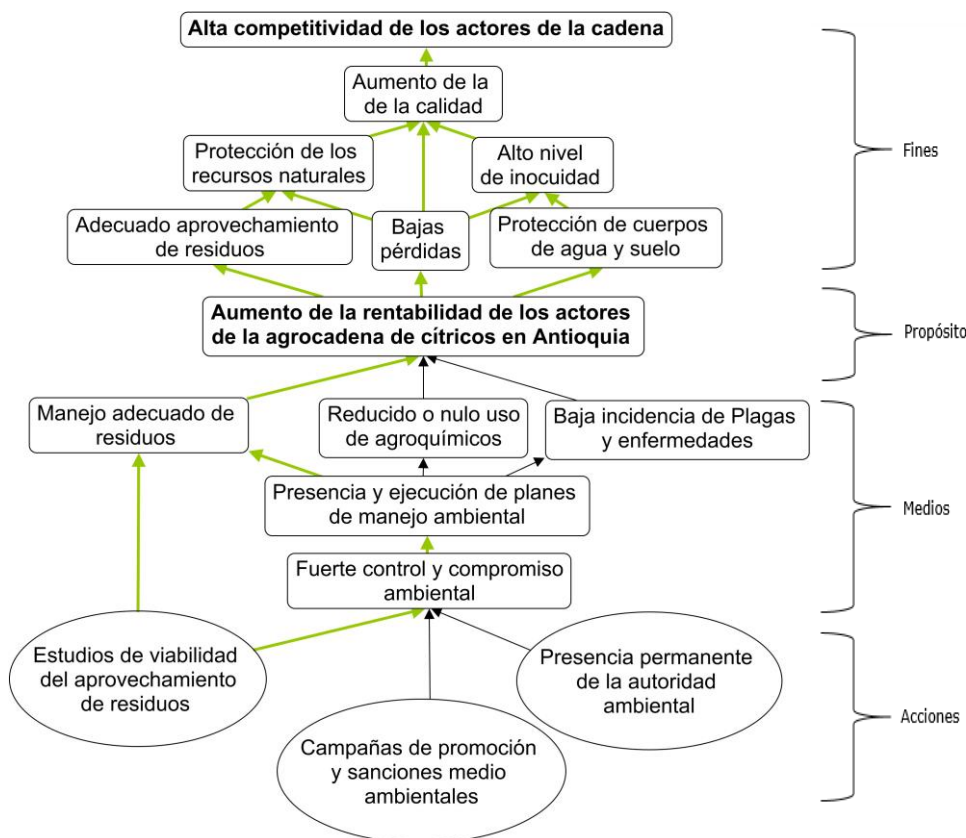 Alta competitividad de los actores de la cadena
Aumento de la
de la calidad
Protección de los
recursos naturales
Alto nivel
de inocuidad
Fines
Adecuado aprovechamiento
de residuos
Bajas
pérdidas
Protección de cuerpos
de agua y suelo
Aumento de la rentabilidad de los actores
de la agrocadena de cítricos en Antioquia
Propósito
Manejo adecuado de
residuos
Reducido o nulo uso
de agroquímicos
Baja incidencia de Plagas
y enfermedades
Presencia y ejecución de planes
de manejo ambiental
Medios
Fuerte control y compromiso
ambiental
Estudios de viabilidad
del aprovechamiento
de residuos
Presencia permanente
de la autoridad
ambiental
Acciones
Campañas de promoción
y sanciones medio
ambientales